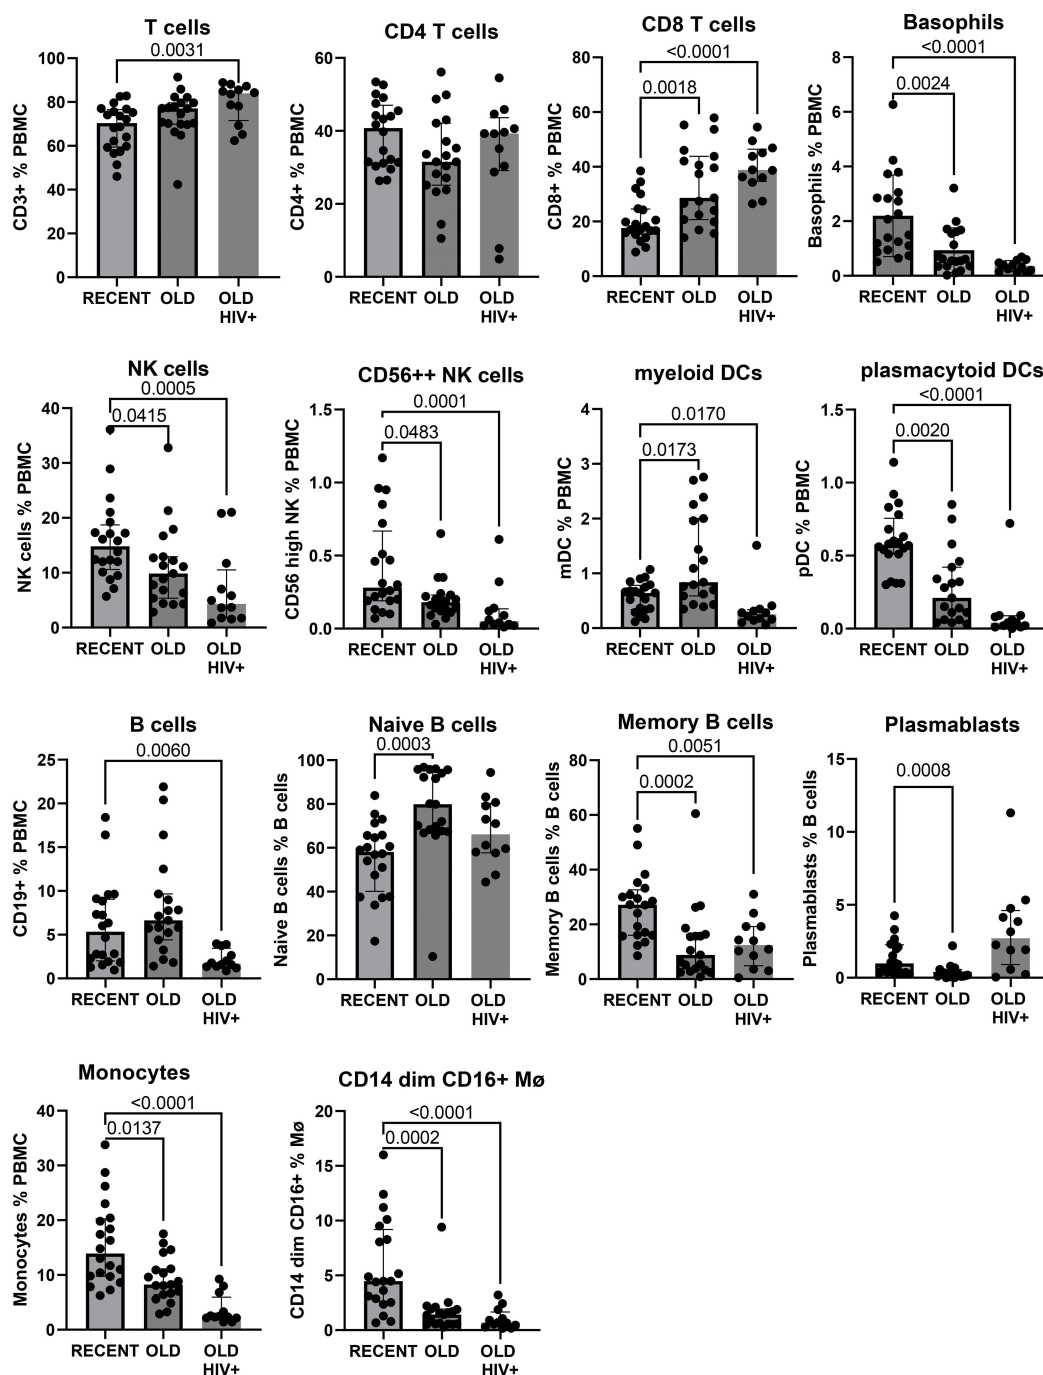 T cells
0.0031
CD3+ % PBMC
100
80
60
40
20
0
RECENT OLD OLD
HIV+
CD4 T cells
CD4+ % PBMC
60
40
20
0
RECENT OLD OLD
HIV+
CD8 T cells
<0.0001
0.0018
CD8+ % PBMC
80
60
40
20
0
RECENT OLD OLD
HIV+
Basophils
<0.0001
0.0024
Basophils % PBMC
8
6
4
2
0
RECENT OLD OLD
HIV+
NK cells
0.0005
0.0415
NK cells % PBMC
40
30
20
10
0
RECENT OLD OLD
HIV+
CD56++ NK cells
0.0001
0.0483
CD56 high NK % PBMC
1.5
1.0
0.5
0.0
RECENT OLD OLD
HIV+
myeloid DCs
0.0170
0.0173
mDC % PBMC
4
3
2
1
0
RECENT OLD OLD
HIV+
plasmacytoid DCs
<0.0001
0.0020
pDC % PBMC
1.5
1.0
0.5
0.0
RECENT OLD OLD
HIV+
B cells
0.0060
CD19+ % PBMC
25
20
15
10
5
0
RECENT OLD OLD
HIV+
Naive B cells
0.0003
Naive B cells % B cells
100
80
60
40
20
0
RECENT OLD OLD
HIV+
Memory B cells
0.0051
0.0002
Memory B cells % B cells
80
60
40
20
0
RECENT OLD OLD
HIV+
Plasmablasts
0.0008
Plasmablasts % B cells
15
10
5
0
RECENT OLD OLD
HIV+
Monocytes
<0.0001
0.0137
Monocytes % PBMC
40
30
20
10
0
RECENT OLD OLD
HIV+
CD14 dim CD16+ Mø
<0.0001
0.0002
CD14 dim CD16+ % Mø
20
15
10
5
0
RECENT OLD OLD
HIV+